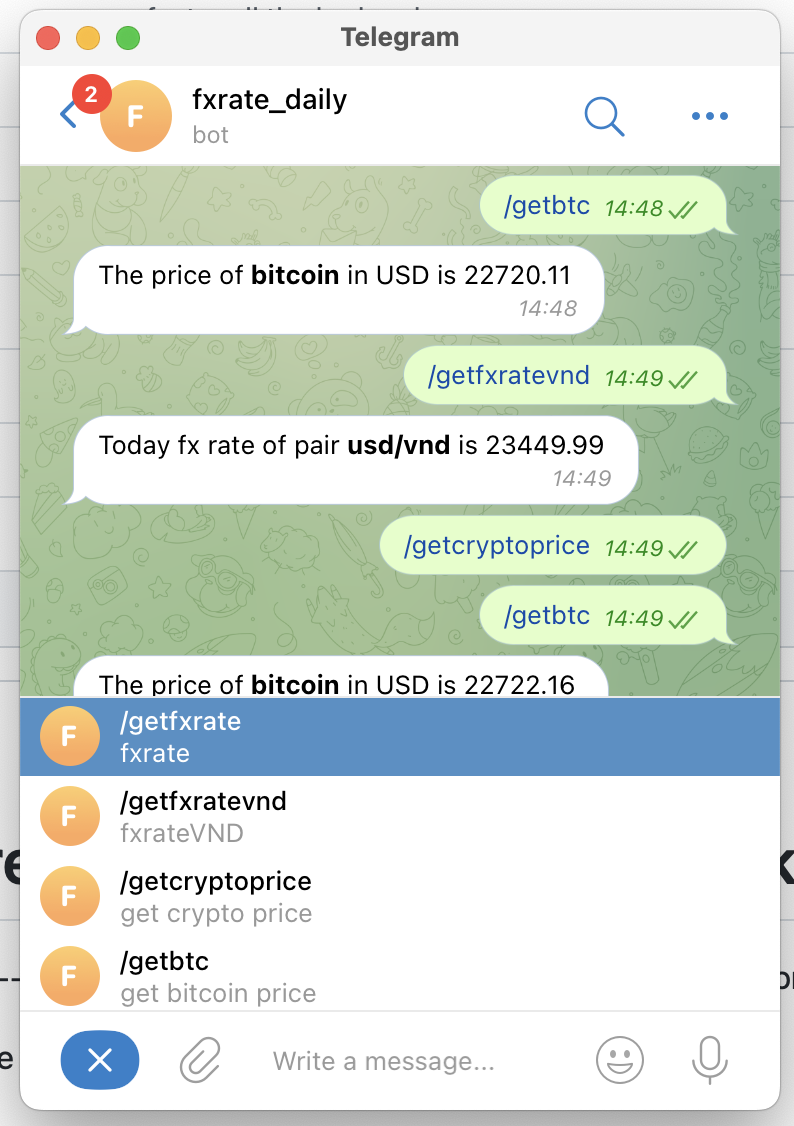 Telegram
2
F
fxrate_daily
bot
/getbtc 14:48
The price of bitcoin in USD is 22720.11
14:48
/getfxratevnd 14:49
Today fx rate of pair usd/vnd is 23449.99
14:49
/getcryptoprice 14:49
/getbtc 14:49
The price of bitcoin in USD is 22722.16
F
/getfxrate
fxrate
F
/getfxratevnd
fxrateVND
F
/getcryptoprice
get crypto price
F
/getbtc
get bitcoin price
Write a message...